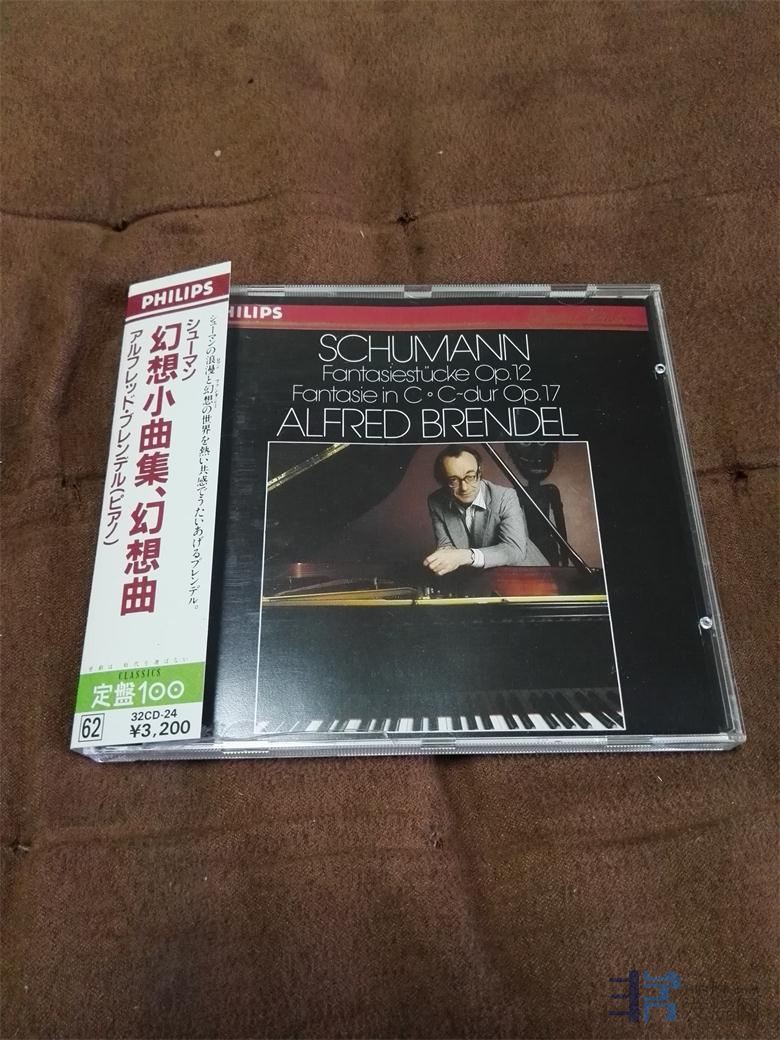 PHILIPS
シューマンの浪漫と幻想の世界を熱い共感でうたいあげるブレンデル。
シューマン
幻想小曲集、幻想曲
アルフレッド・ブレンデル(ピアノ)
CLASSICS
定盤100
62
32CD-24
¥3,200
HILIPS
SCHUMANN
Fantasiestücke Op.12
Fantasie in C • C-dur Op.17
ALFRED BRENDEL